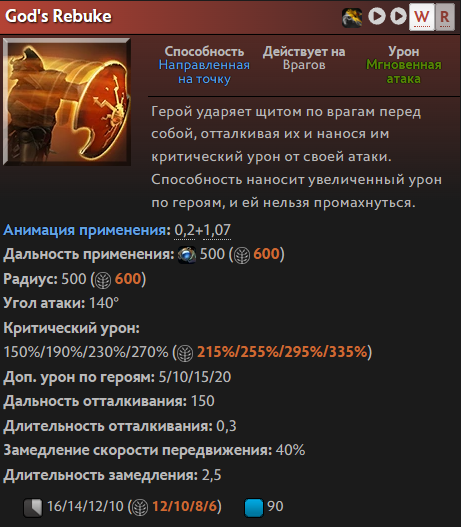 God's Rebuke W R
Способность Действует на Урон
Направленная Врагов Мгновенная
на точку атака
Герой ударяет щитом по врагам перед
собой, отталкивая их и нанося им
критический урон от своей атаки.
Способность наносит увеличенный урон
по героям, и ей нельзя промахнуться.
Анимация применения: 0,2+1,07
Дальность применения: 500 (600)
Радиус: 500 (600)
Угол атаки: 140°
Критический урон:
150%/190%/230%/270% (215%/255%/295%/335%)
Доп. урон по героям: 5/10/15/20
Дальность отталкивания: 150
Длительность отталкивания: 0,3
Замедление скорости передвижения: 40%
Длительность замедления: 2,5
16/14/12/10 (12/10/8/6) 90